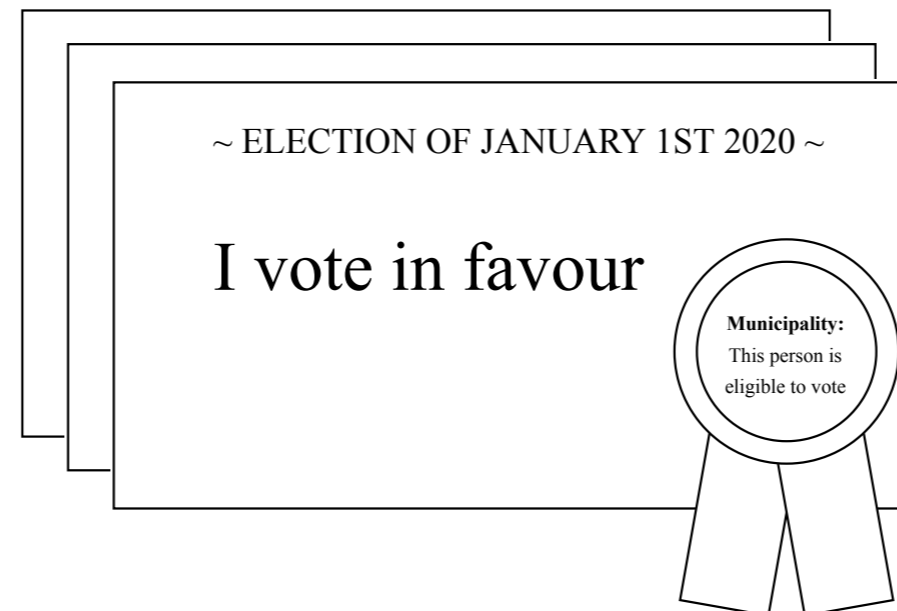 ~ ELECTION OF JANUARY 1ST 2020 ~
I vote in favour
Municipality:
This person is
eligible to vote